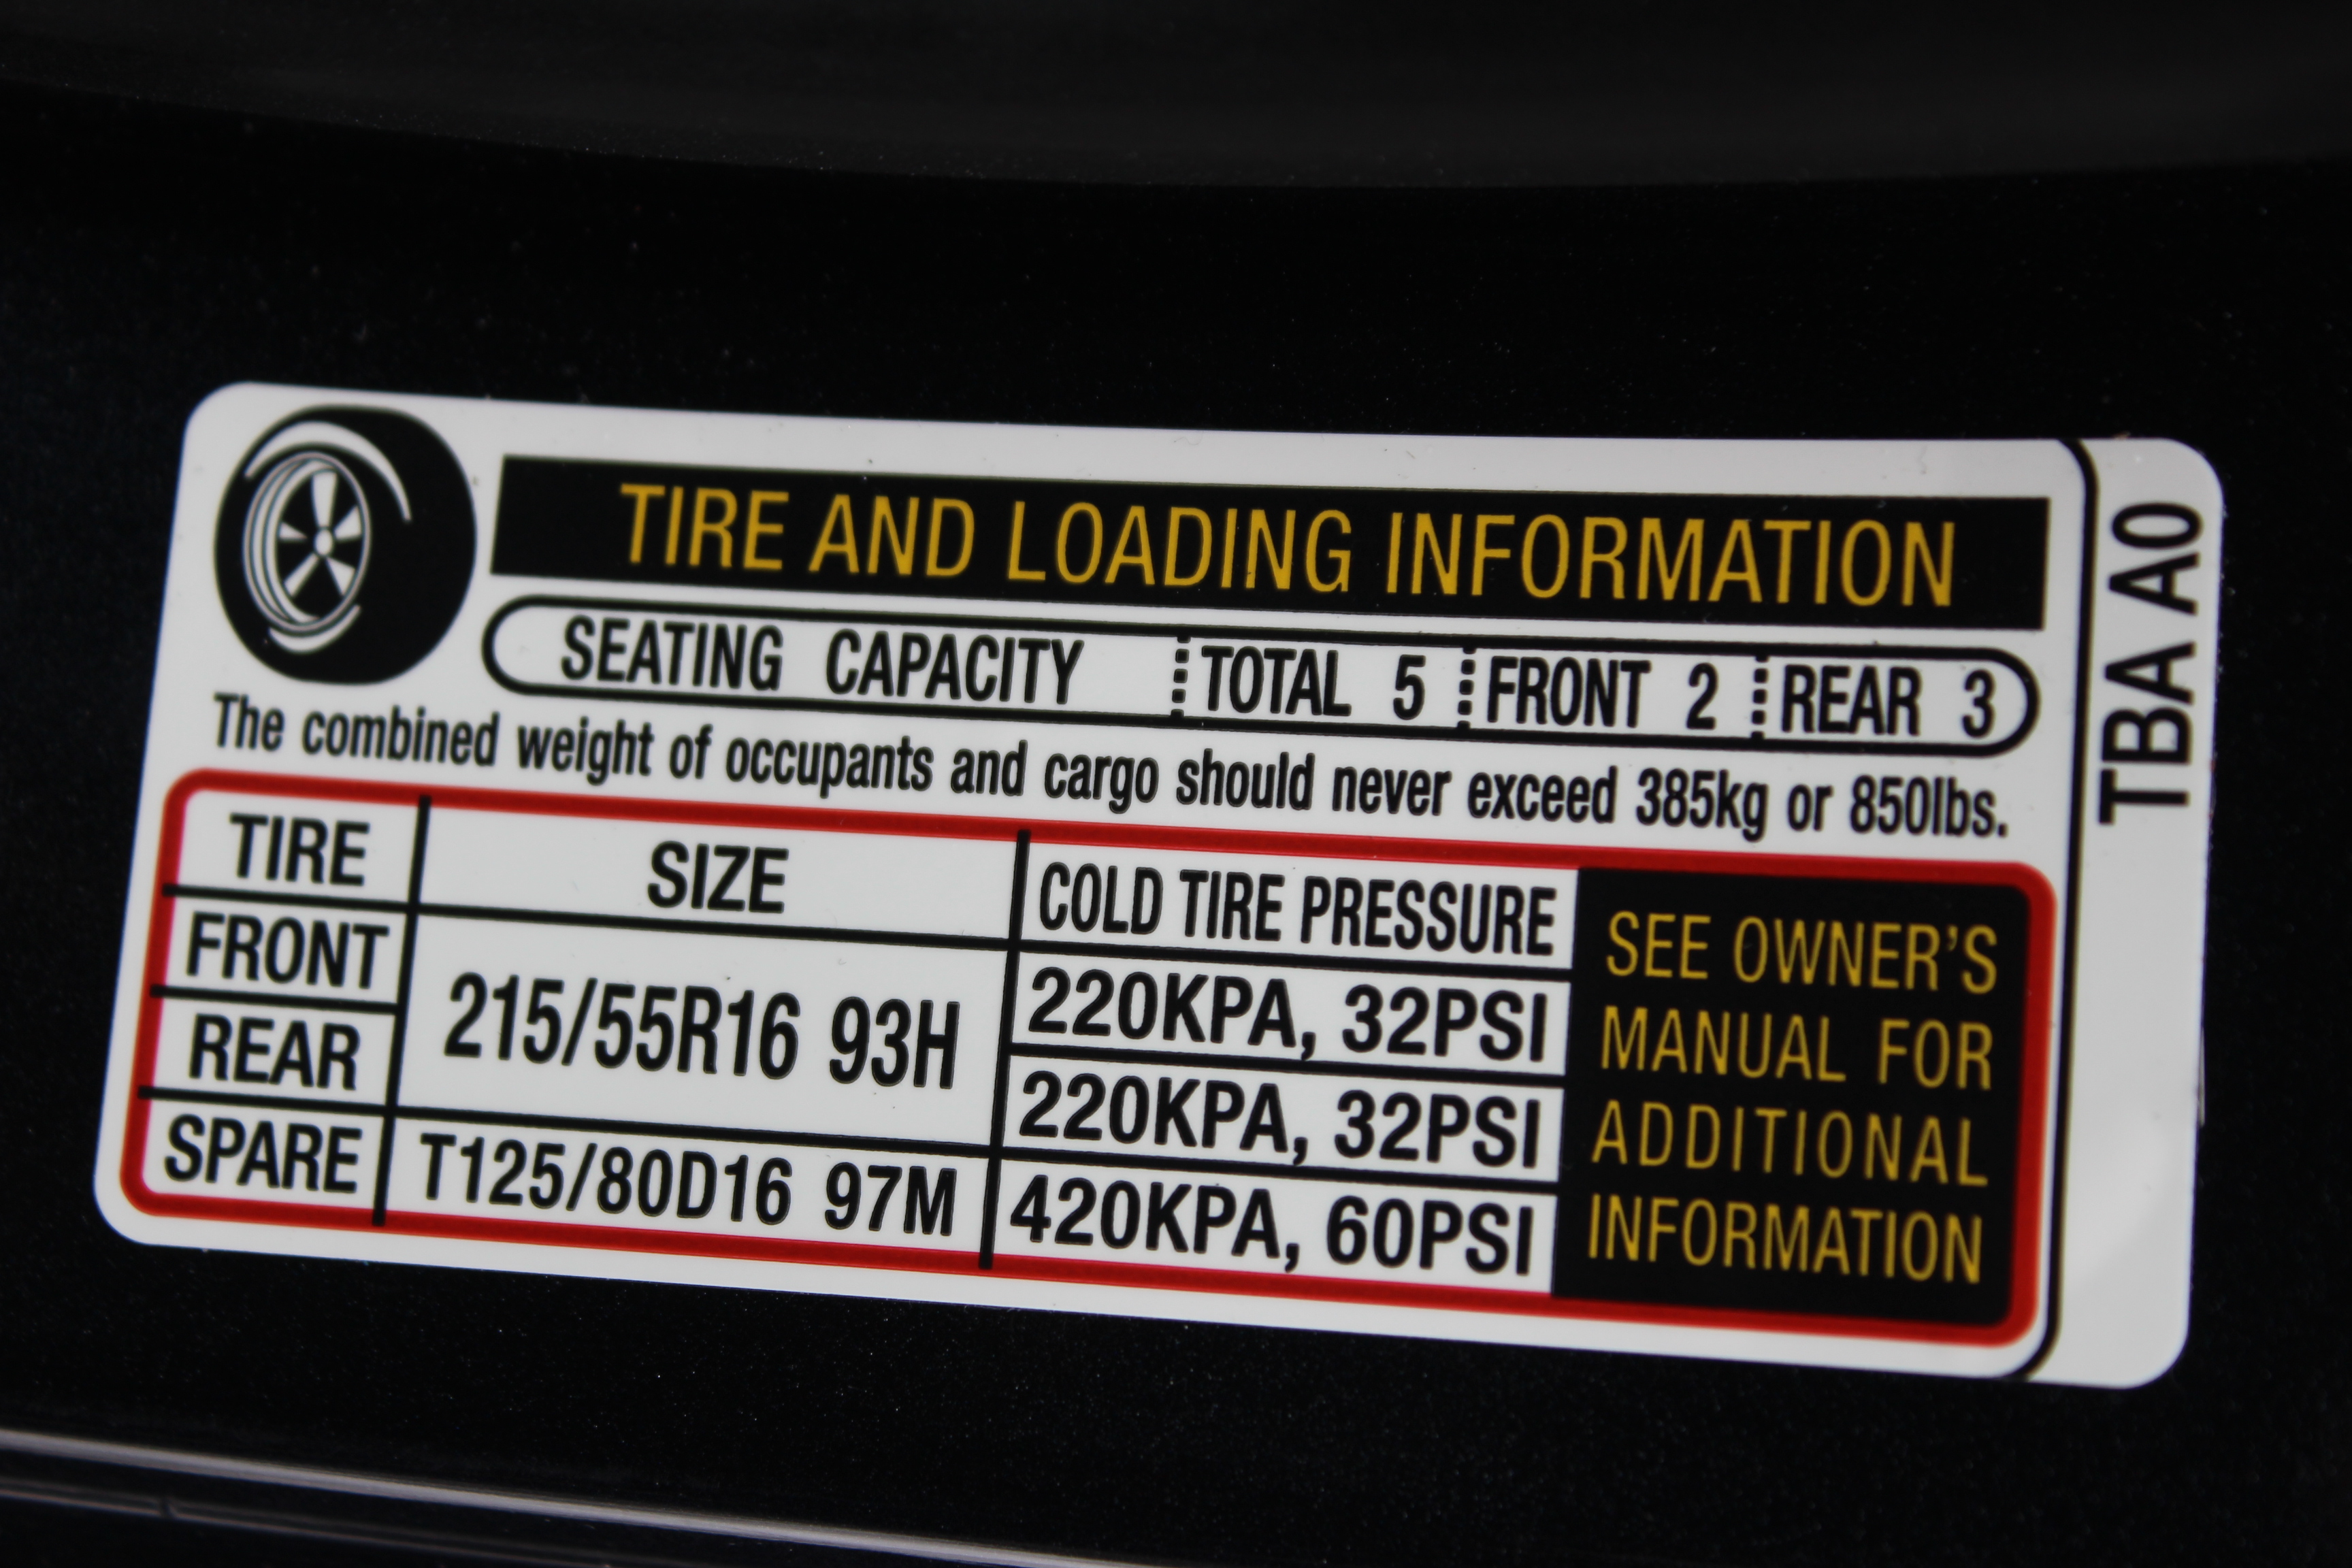 TIRE AND LOADING INFORMATION
SEATING CAPACITY TOTAL 5 FRONT 2 REAR 3
The combined weight of occupants and cargo should never exceed 385kg or 850lbs.
TIRE SIZE COLD TIRE PRESSURE
FRONT 215/55R16 93H 220KPA, 32PSI
REAR 220KPA, 32PSI
SPARE T125/80D16 97M 420KPA, 60PSI
SEE OWNER'S
MANUAL FOR
ADDITIONAL
INFORMATION
TBA A0